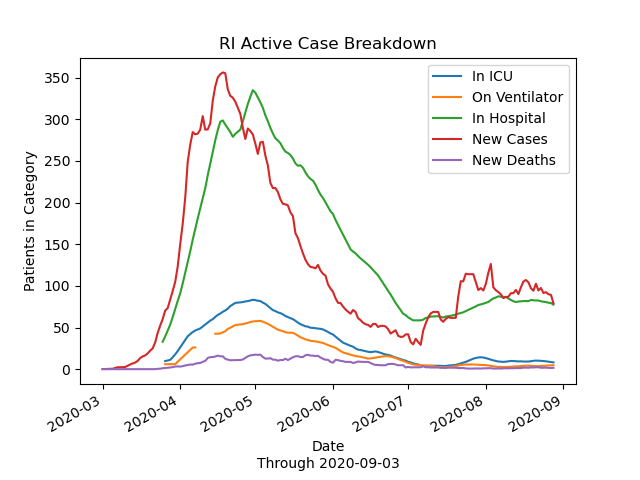 RI Active Case Breakdown
In ICU
On Ventilator
In Hospital
New Cases
New Deaths
Patients in Category
350
300
250
200
150
100
50
0
2020-03
2020-04
2020-05
2020-06
2020-07
2020-08
2020-09
Date
Through 2020-09-03